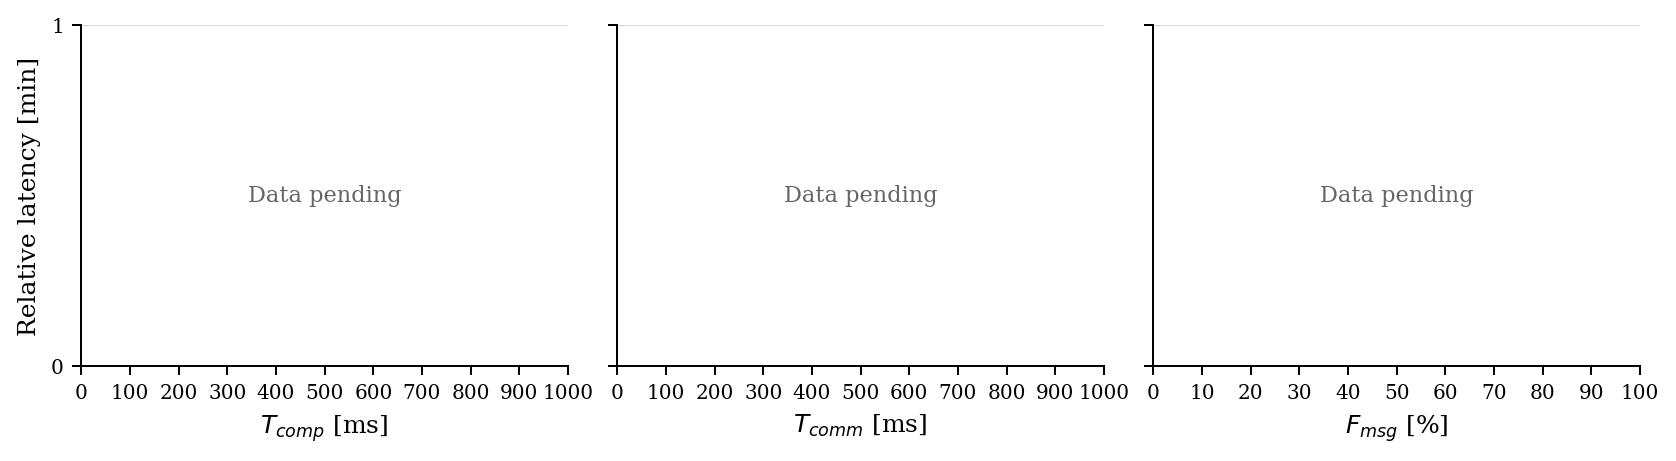 Relative latency [min]
1
0
Data pending
0 100 200 300 400 500 600 700 800 900 1000
T_comp [ms]
Data pending
0 100 200 300 400 500 600 700 800 900 1000
T_comm [ms]
Data pending
0 10 20 30 40 50 60 70 80 90 100
F_msg [%]